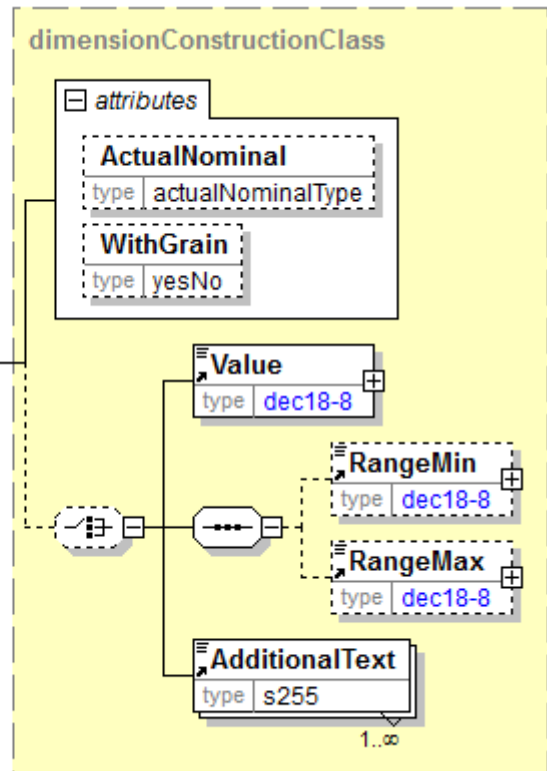 dimensionConstructionClass
attributes
ActualNominal
type actualNominalType
WithGrain
type yesNo
Value
type dec18-8
RangeMin
type dec18-8
RangeMax
type dec18-8
AdditionalText
type s255
1..∞